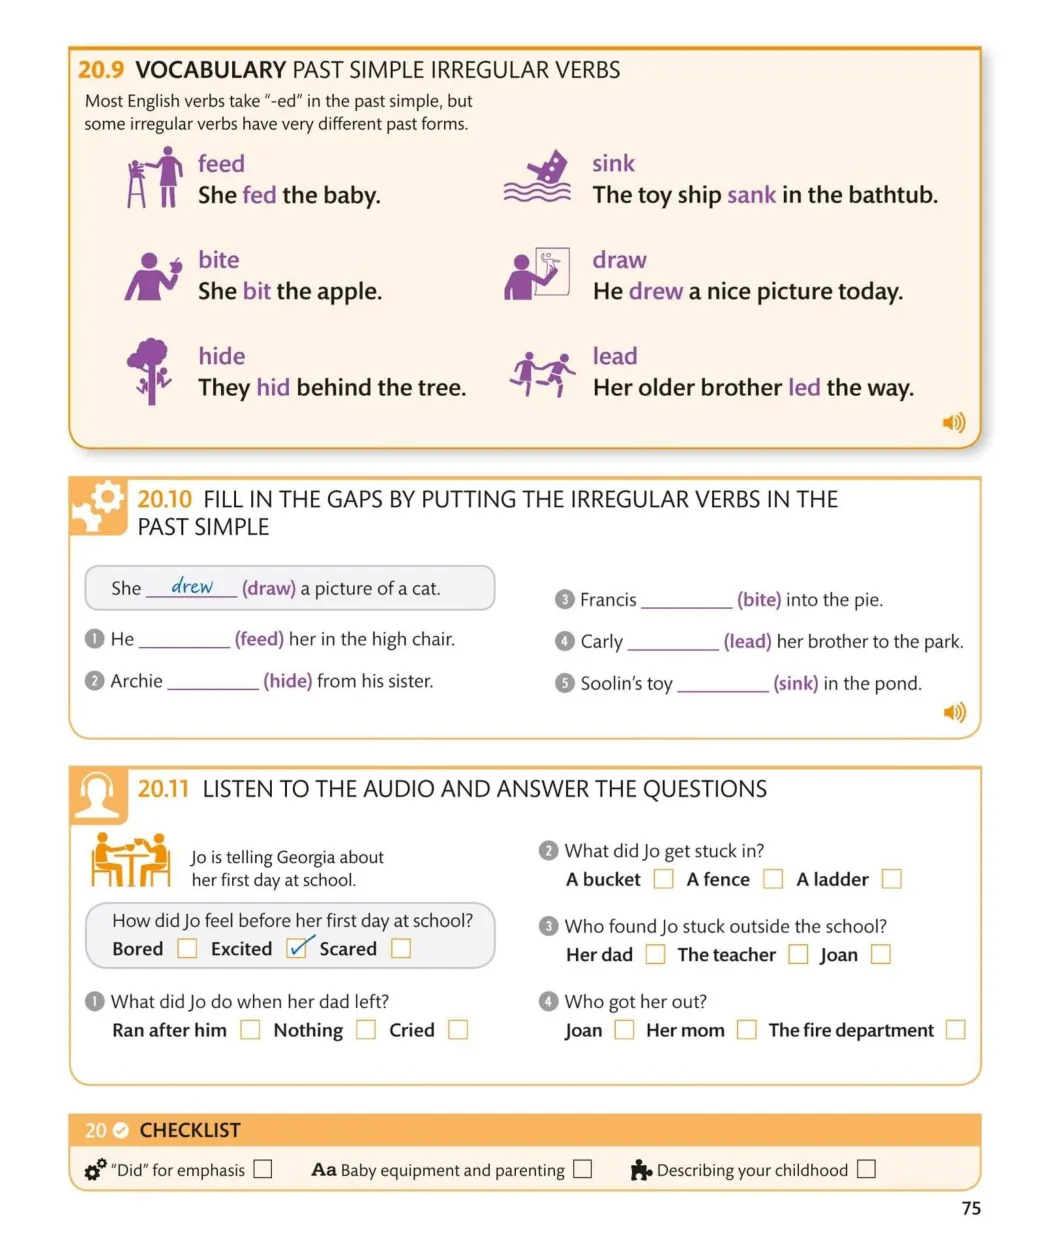 20.9 VOCABULARY PAST SIMPLE IRREGULAR VERBS
Most English verbs take “-ed” in the past simple, but
some irregular verbs have very different past forms.
feed
She fed the baby.
sink
The toy ship sank in the bathtub.
bite
She bit the apple.
draw
He drew a nice picture today.
hide
They hid behind the tree.
lead
Her older brother led the way.
20.10 FILL IN THE GAPS BY PUTTING THE IRREGULAR VERBS IN THE
PAST SIMPLE
She drew (draw) a picture of a cat.
1 He __________ (feed) her in the high chair.
2 Archie __________ (hide) from his sister.
3 Francis __________ (bite) into the pie.
4 Carly __________ (lead) her brother to the park.
5 Soolin’s toy __________ (sink) in the pond.
20.11 LISTEN TO THE AUDIO AND ANSWER THE QUESTIONS
Jo is telling Georgia about
her first day at school.
How did Jo feel before her first day at school?
Bored Excited Scared
1 What did Jo do when her dad left?
Ran after him Nothing Cried
2 What did Jo get stuck in?
A bucket A fence A ladder
3 Who found Jo stuck outside the school?
Her dad The teacher Joan
4 Who got her out?
Joan Her mom The fire department
20 CHECKLIST
“Did” for emphasis Aa Baby equipment and parenting Describing your childhood
75